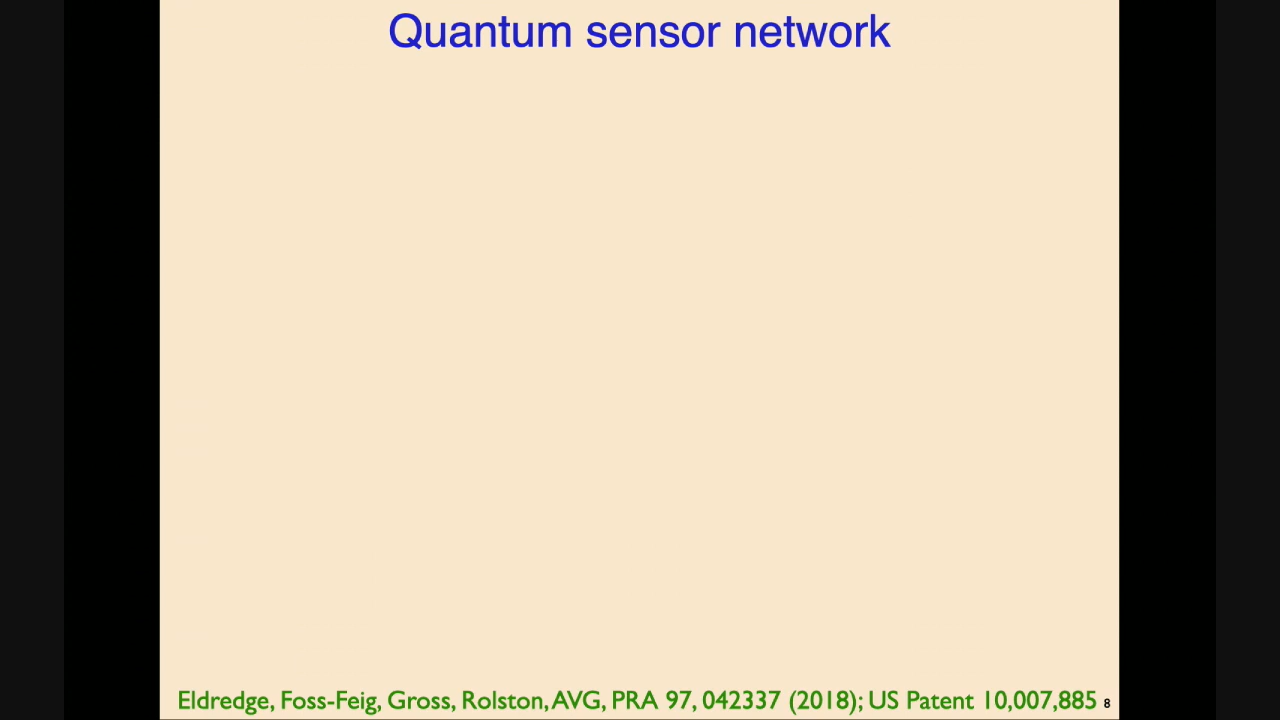 Quantum sensor network
Eldredge, Foss-Feig, Gross, Rolston, AVG, PRA 97, 042337 (2018); US Patent 10,007,885 8